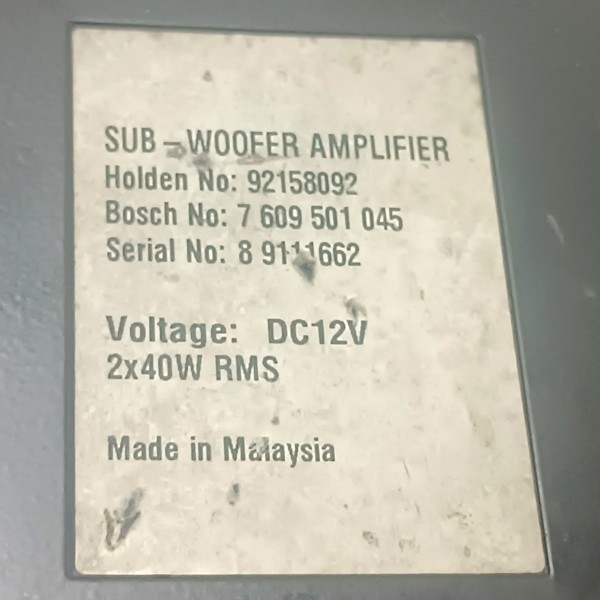 SUB-WOOFER AMPLIFIER
Holden No: 92158092
Bosch No: 7 609 501 045
Serial No: 8 9111662
Voltage: DC12V
2x40W RMS
Made in Malaysia